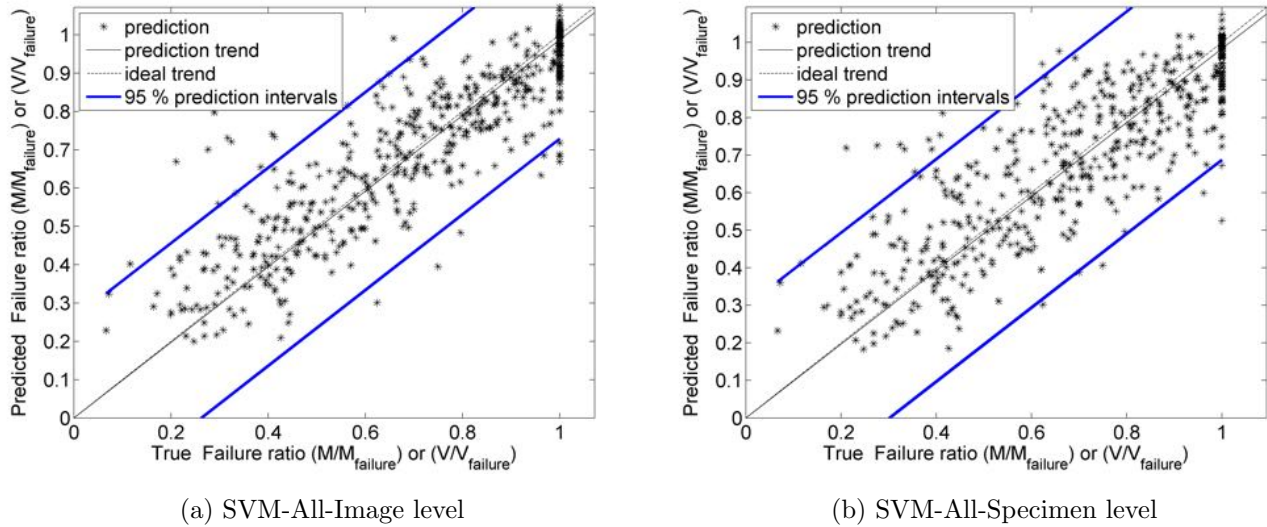 Predicted Failure ratio (M/M_failure) or (V/V_failure)
1
0.9
0.8
0.7
0.6
0.5
0.4
0.3
0.2
0.1
0
prediction
prediction trend
ideal trend
95 % prediction intervals
0 0.2 0.4 0.6 0.8 1
True Failure ratio (M/M_failure) or (V/V_failure)
(a) SVM-All-Image level
Predicted Failure ratio (M/M_failure) or (V/V_failure)
1
0.9
0.8
0.7
0.6
0.5
0.4
0.3
0.2
0.1
0
prediction
prediction trend
ideal trend
95 % prediction intervals
0 0.2 0.4 0.6 0.8 1
True Failure ratio (M/M_failure) or (V/V_failure)
(b) SVM-All-Specimen level